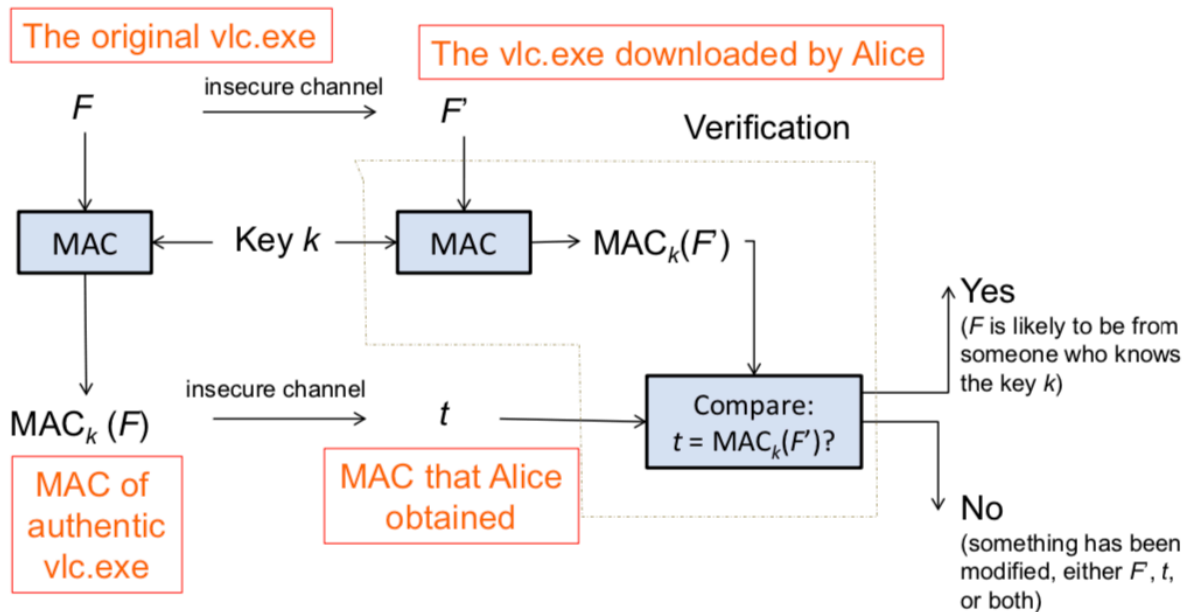 The original vlc.exe
The vlc.exe downloaded by Alice
F
insecure channel
F'
Verification
MAC
Key k
MAC
MACk(F)
Yes
(F is likely to be from
someone who knows
the key k)
insecure channel
MACk (F)
t
Compare:
t = MACk(F')?
MAC of
authentic
vlc.exe
MAC that Alice
obtained
No
(something has been
modified, either F, t,
or both)